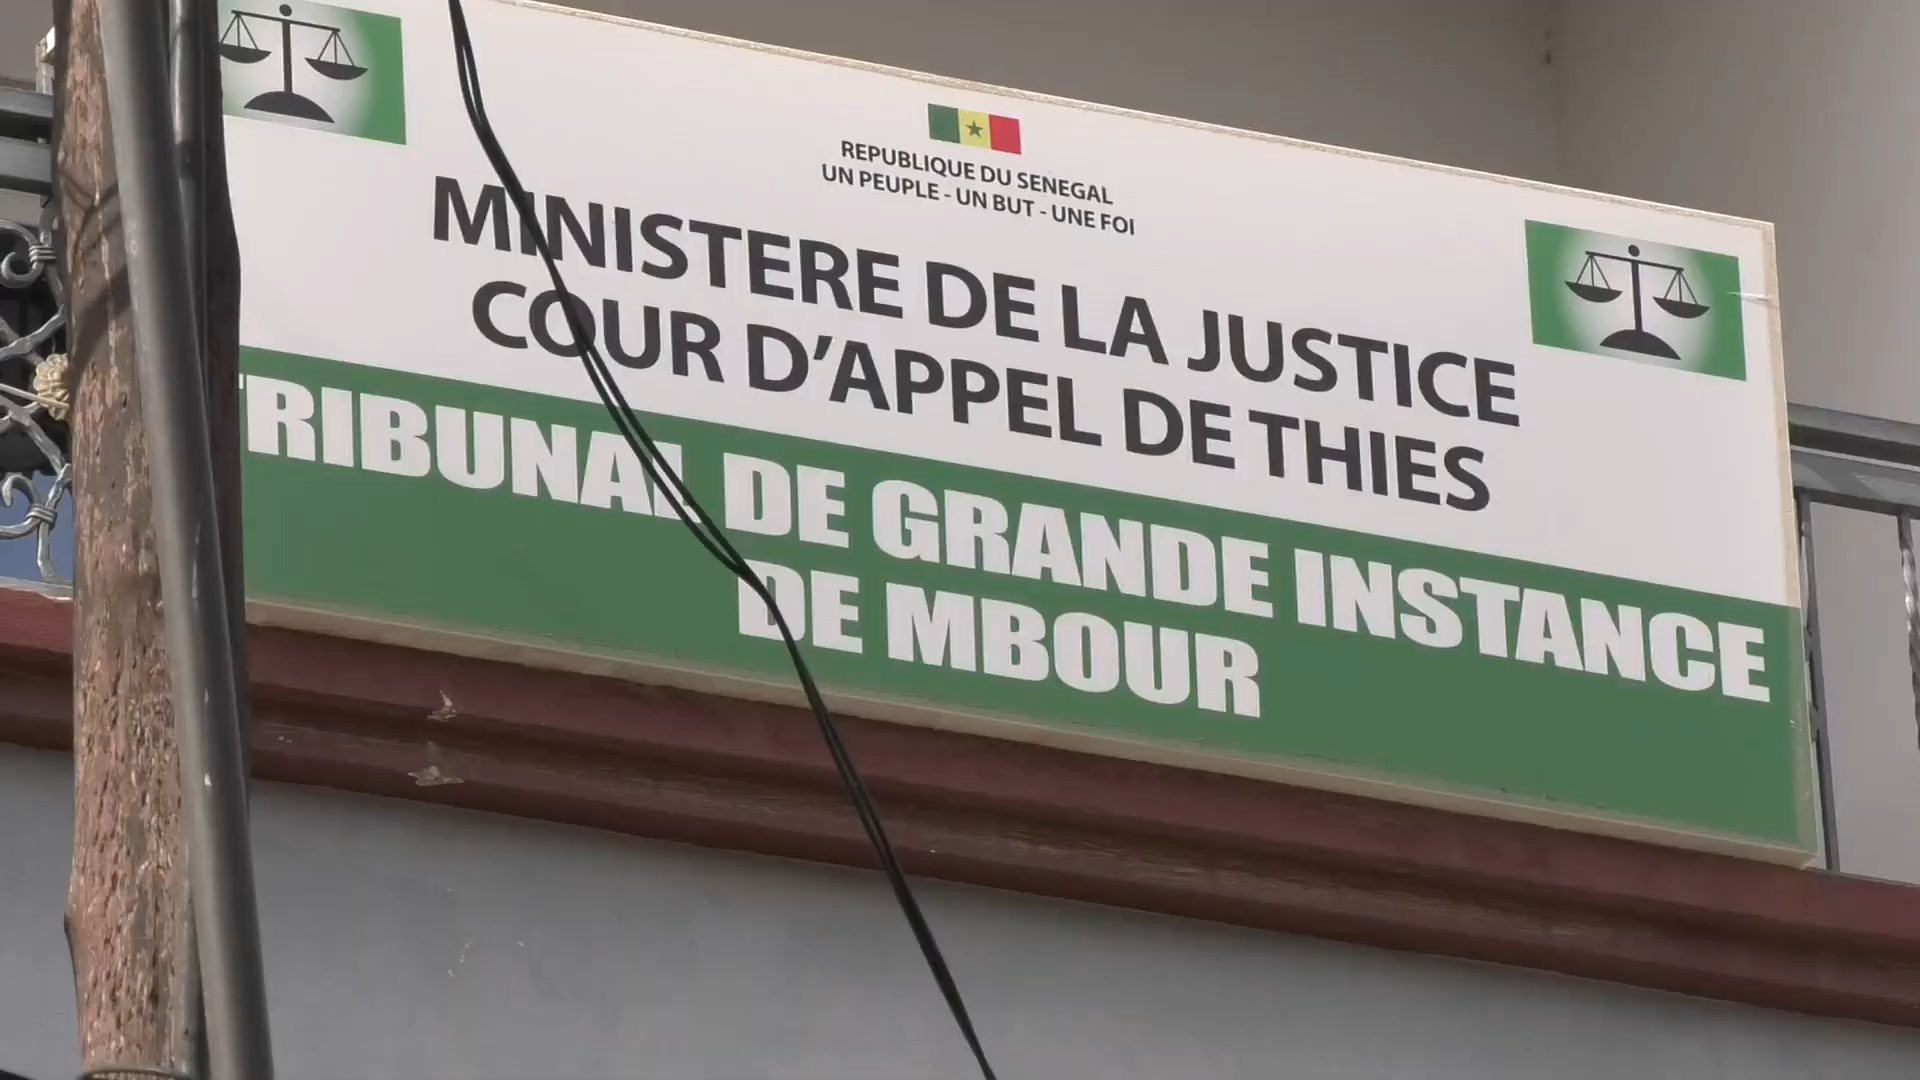 REPUBLIQUE DU SENEGAL
UN PEUPLE - UN BUT - UNE FOI
MINISTERE DE LA JUSTICE
COUR D'APPEL DE THIES
TRIBUNAL DE GRANDE INSTANCE
DE MBOUR